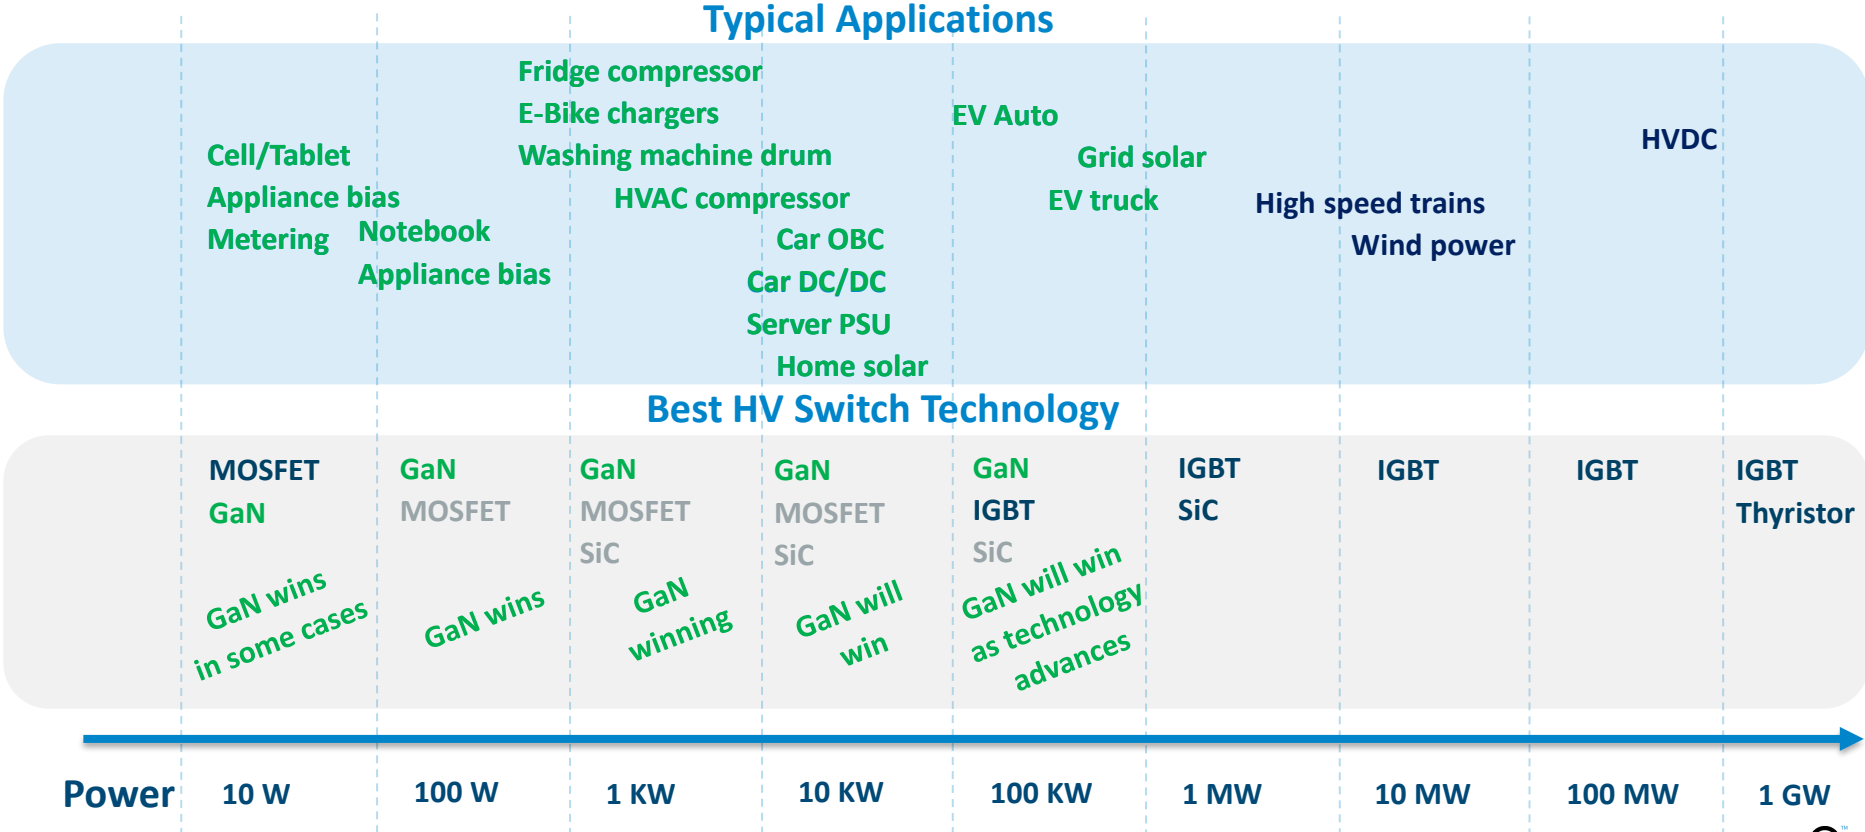 Typical Applications
Fridge compressor
E-Bike chargers
Washing machine drum
HVAC compressor
Cell/Tablet
Appliance bias
Metering
Notebook
Appliance bias
Car OBC
Car DC/DC
Server PSU
Home solar
EV Auto
Grid solar
EV truck
High speed trains
Wind power
HVDC
Best HV Switch Technology
MOSFET
GaN
GaN wins
in some cases
GaN
MOSFET
GaN wins
GaN
MOSFET
SiC
GaN
winning
GaN
MOSFET
SiC
GaN will
win
GaN
IGBT
SiC
GaN will win
as technology
advances
IGBT
SiC
IGBT
IGBT
IGBT
Thyristor
Power 10 W 100 W 1 KW 10 KW 100 KW 1 MW 10 MW 100 MW 1 GW
™